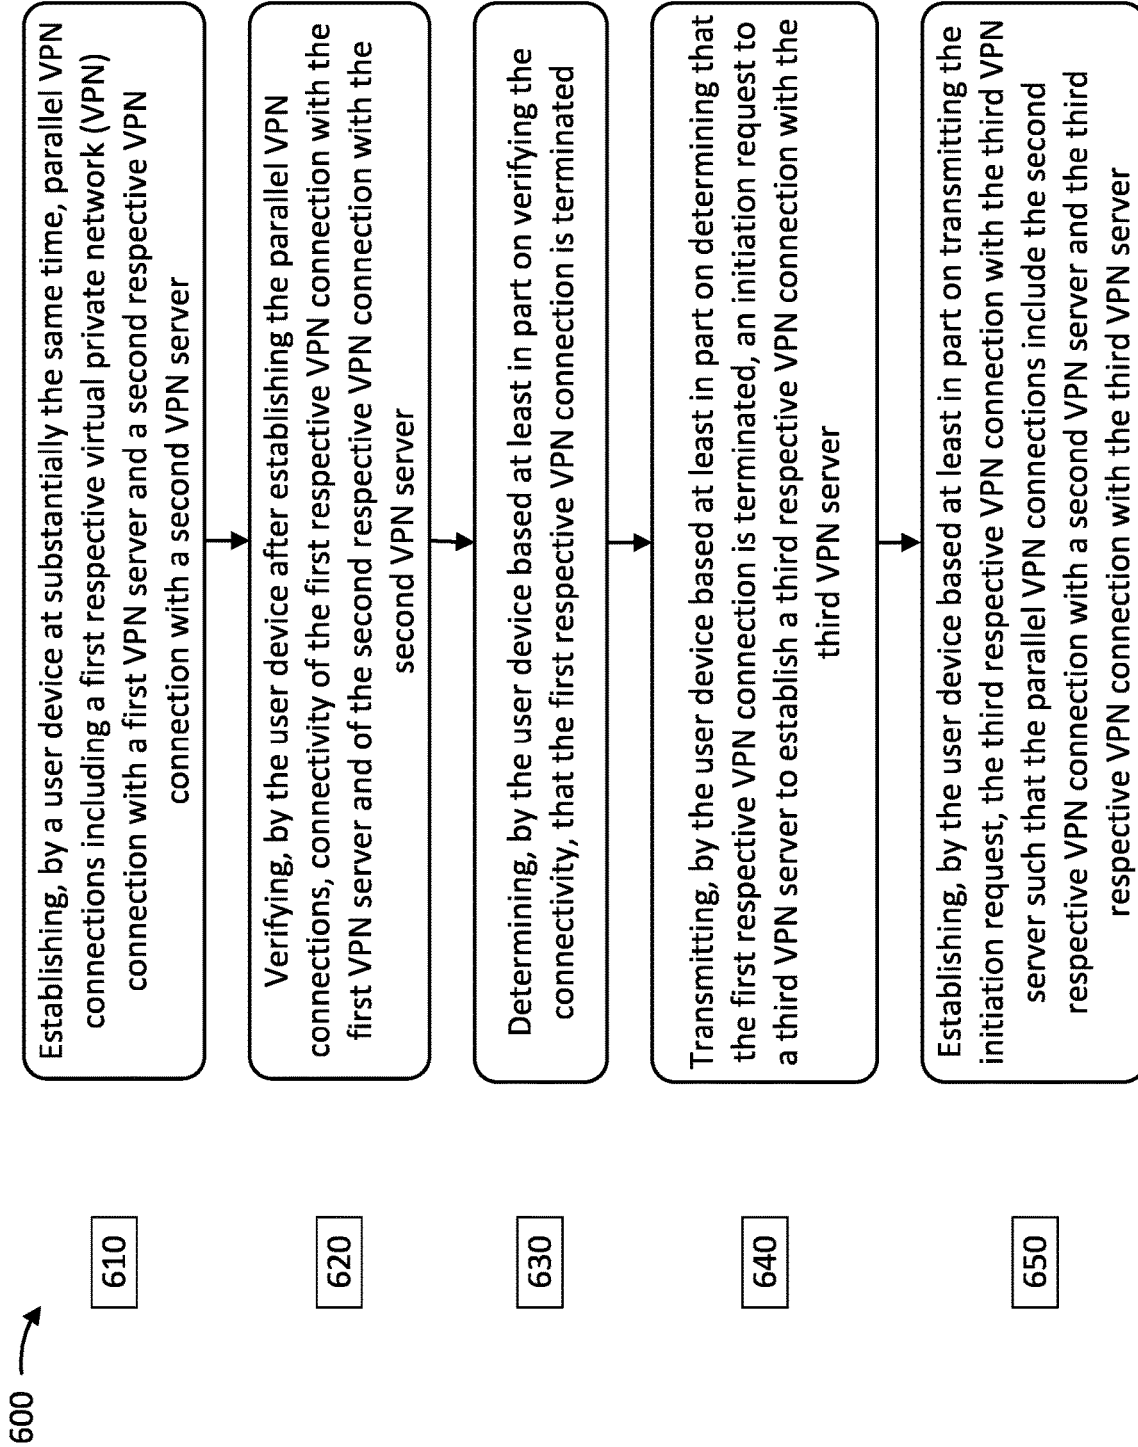 600
610
Establishing, by a user device at substantially the same time, parallel VPN
connections including a first respective virtual private network (VPN)
connection with a first VPN server and a second respective VPN
connection with a second VPN server
620
Verifying, by the user device after establishing the parallel VPN
connections, connectivity of the first respective VPN connection with the
first VPN server and of the second respective VPN connection with the
second VPN server
630
Determining, by the user device based at least in part on verifying the
connectivity, that the first respective VPN connection is terminated
640
Transmitting, by the user device based at least in part on determining that
the first respective VPN connection is terminated, an initiation request to
a third VPN server to establish a third respective VPN connection with the
third VPN server
650
Establishing, by the user device based at least in part on transmitting the
initiation request, the third respective VPN connection with the third VPN
server such that the parallel VPN connections include the second
respective VPN connection with a second VPN server and the third
respective VPN connection with the third VPN server